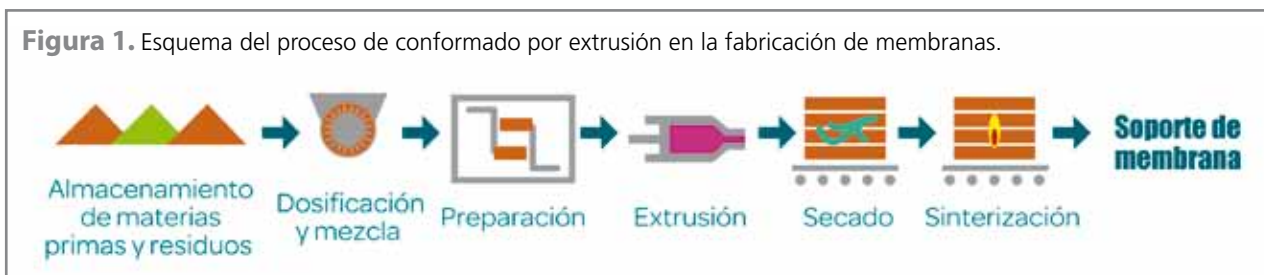 Figura 1. Esquema del proceso de conformado por extrusión en la fabricación de membranas.
Almacenamiento
de materias
primas y residuos
Dosificación
y mezcla
Preparación
Extrusión
Secado
Sinterización
Soporte de
membrana